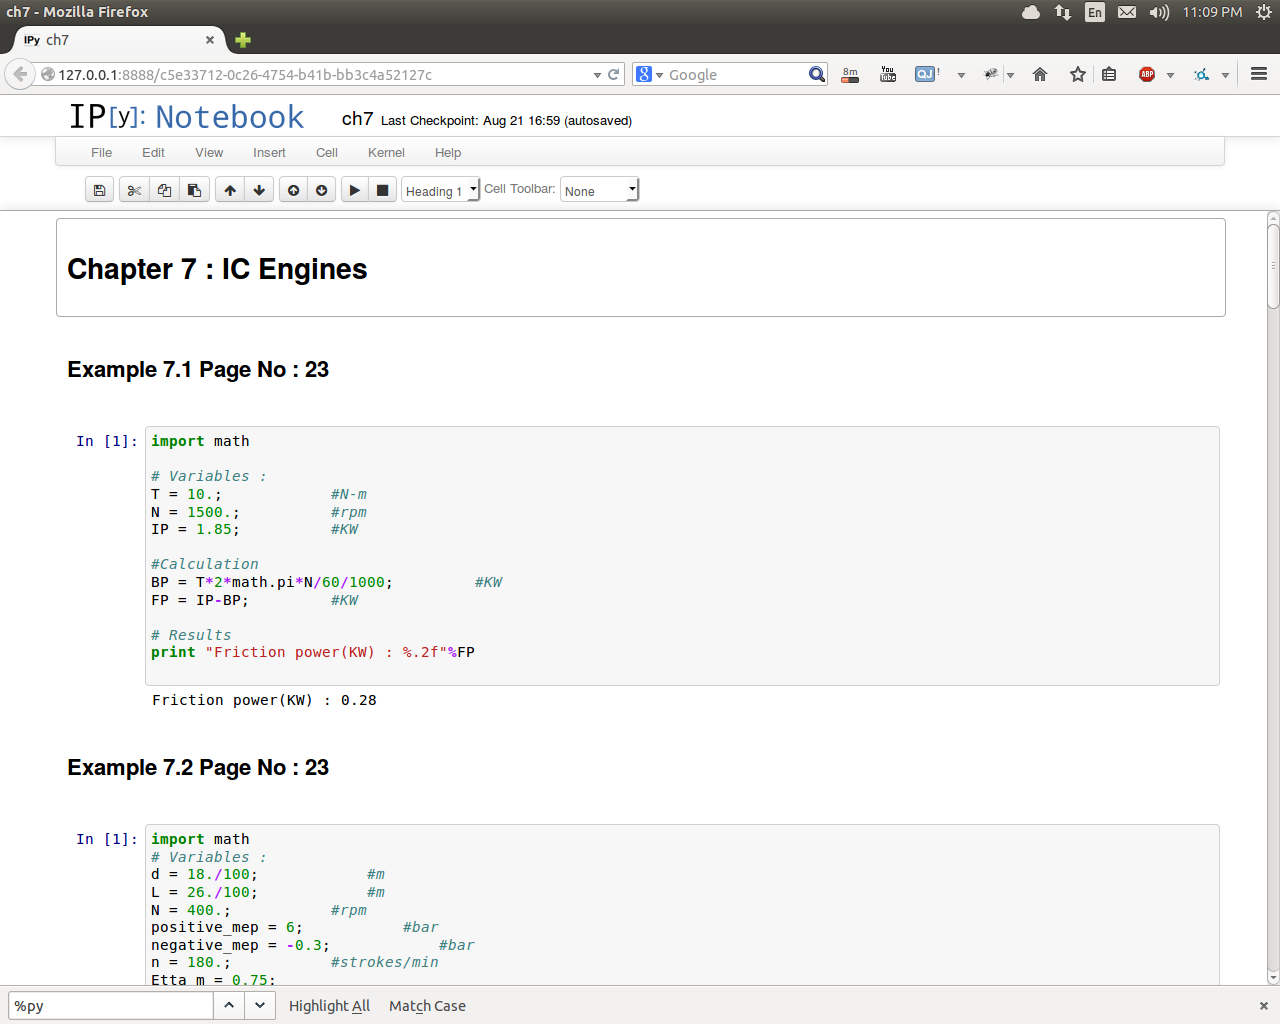 ch7 - Mozilla Firefox
En
11:09 PM
IPy ch7
127.0.0.1:8888/c5e33712-0c26-4754-b41b-bb3c4a52127c
8 Google
8m
You Tube
QJ !
ABP
IP[y]: Notebook
ch7 Last Checkpoint: Aug 21 16:59 (autosaved)
File Edit View Insert Cell Kernel Help
Heading 1 Cell Toolbar: None
Chapter 7 : IC Engines
Example 7.1 Page No : 23
In [1]: import math
# Variables :
T = 10.; #N-m
N = 1500.; #rpm
IP = 1.85; #KW
#Calculation
BP = T*2*math.pi*N/60/1000; #KW
FP = IP-BP; #KW
# Results
print "Friction power(KW) : %.2f"%FP
Friction power(KW) : 0.28
Example 7.2 Page No : 23
In [1]: import math
# Variables :
d = 18./100; #m
L = 26./100; #m
N = 400.; #rpm
positive_mep = 6; #bar
negative_mep = -0.3; #bar
n = 180.; #strokes/min
Etta_m = 0.75;
%py
Highlight All Match Case